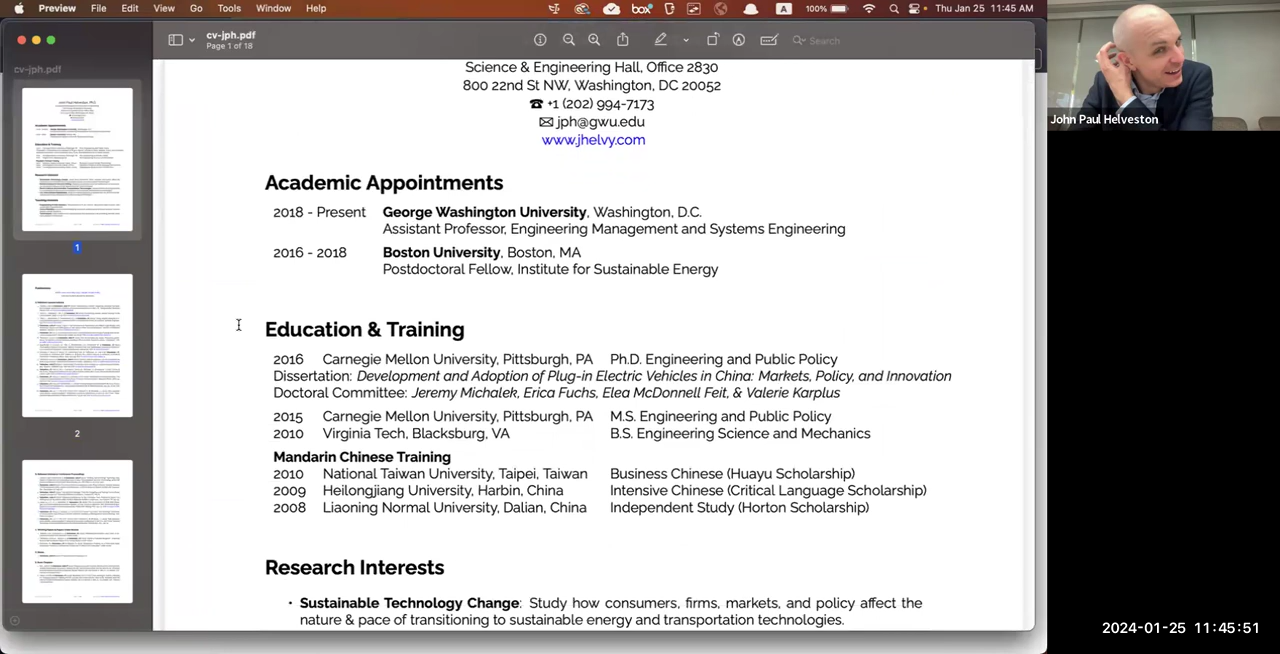 Preview File Edit View Go Tools Window Help box A 100% Thu Jan 25 11:45 AM
cv-jph.pdf
Page 1 of 18
Search
cv-jph.pdf
1
2
Science & Engineering Hall, Office 2830
800 22nd St NW, Washington, DC 20052
☎ +1 (202) 994-7173
✉ jph@gwu.edu
www.jhelvy.com
Academic Appointments
2018 - Present George Washington University, Washington, D.C.
Assistant Professor, Engineering Management and Systems Engineering
2016 - 2018 Boston University, Boston, MA
Postdoctoral Fellow, Institute for Sustainable Energy
Education & Training
2016 Carnegie Mellon University, Pittsburgh, PA Ph.D. Engineering and Public Policy
Dissertation: Development and Adoption of Plug-in Electric Vehicles in China: Markets, Policy, and Innovation
Doctoral Committee: Jeremy Michalek, Erica Fuchs, Elea McDonnell Feit, & Valerie Karplus
2015 Carnegie Mellon University, Pittsburgh, PA M.S. Engineering and Public Policy
2010 Virginia Tech, Blacksburg, VA B.S. Engineering Science and Mechanics
Mandarin Chinese Training
2010 National Taiwan University, Taipei, Taiwan Business Chinese (Huayu Scholarship)
2009 Heilongjiang University, Harbin, China Intensive Chinese (Critical Language Scholarship)
2008 Liaoning Normal University, Dalian, China Independent Study (Horton Scholarship)
Research Interests
• Sustainable Technology Change: Study how consumers, firms, markets, and policy affect the
nature & pace of transitioning to sustainable energy and transportation technologies.
John Paul Helveston
2024-01-25 11:45:51